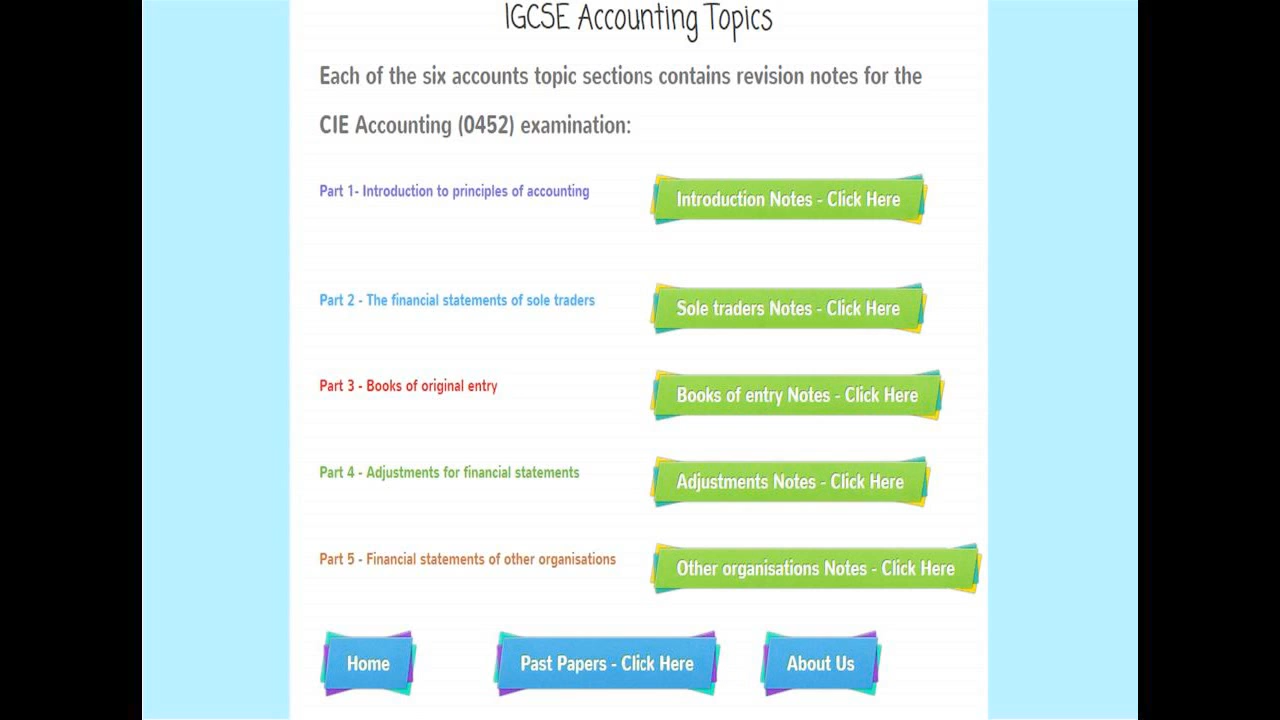 IGCSE Accounting Topics
Each of the six accounts topic sections contains revision notes for the
CIE Accounting (0452) examination:
Part 1- Introduction to principles of accounting
Introduction Notes - Click Here
Part 2 - The financial statements of sole traders
Sole traders Notes - Click Here
Part 3 - Books of original entry
Books of entry Notes - Click Here
Part 4 - Adjustments for financial statements
Adjustments Notes - Click Here
Part 5 - Financial statements of other organisations
Other organisations Notes - Click Here
Home
Past Papers - Click Here
About Us